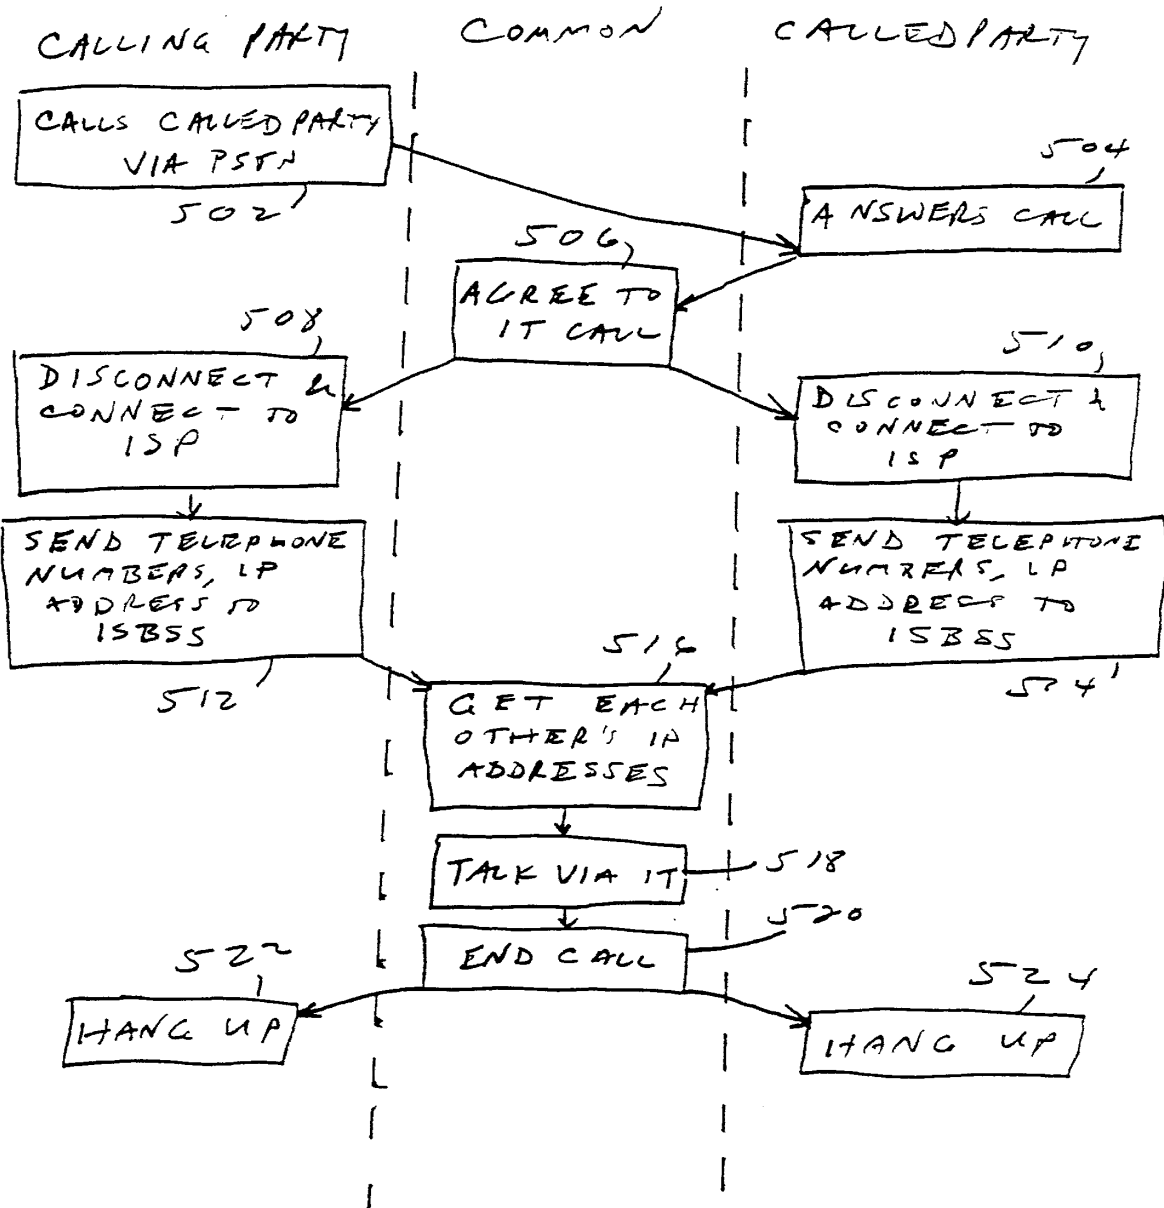 CALLING PARTY
COMMON
CALLED PARTY
CALLS CALLED PARTY
VIA PSTN
502
504
ANSWERS CALL
506
AGREE TO
IT CALL
508
DISCONNECT &
CONNECT TO
ISP
510
DISCONNECT &
CONNECT TO
ISP
SEND TELEPHONE
NUMBERS, IP
ADDRESS TO
ISBSS
512
SEND TELEPHONE
NUMBERS, IP
ADDRESS TO
ISBSS
514
516
GET EACH
OTHER'S IP
ADDRESSES
TALK VIA IT
518
520
END CALL
522
HANG UP
524
HANG UP